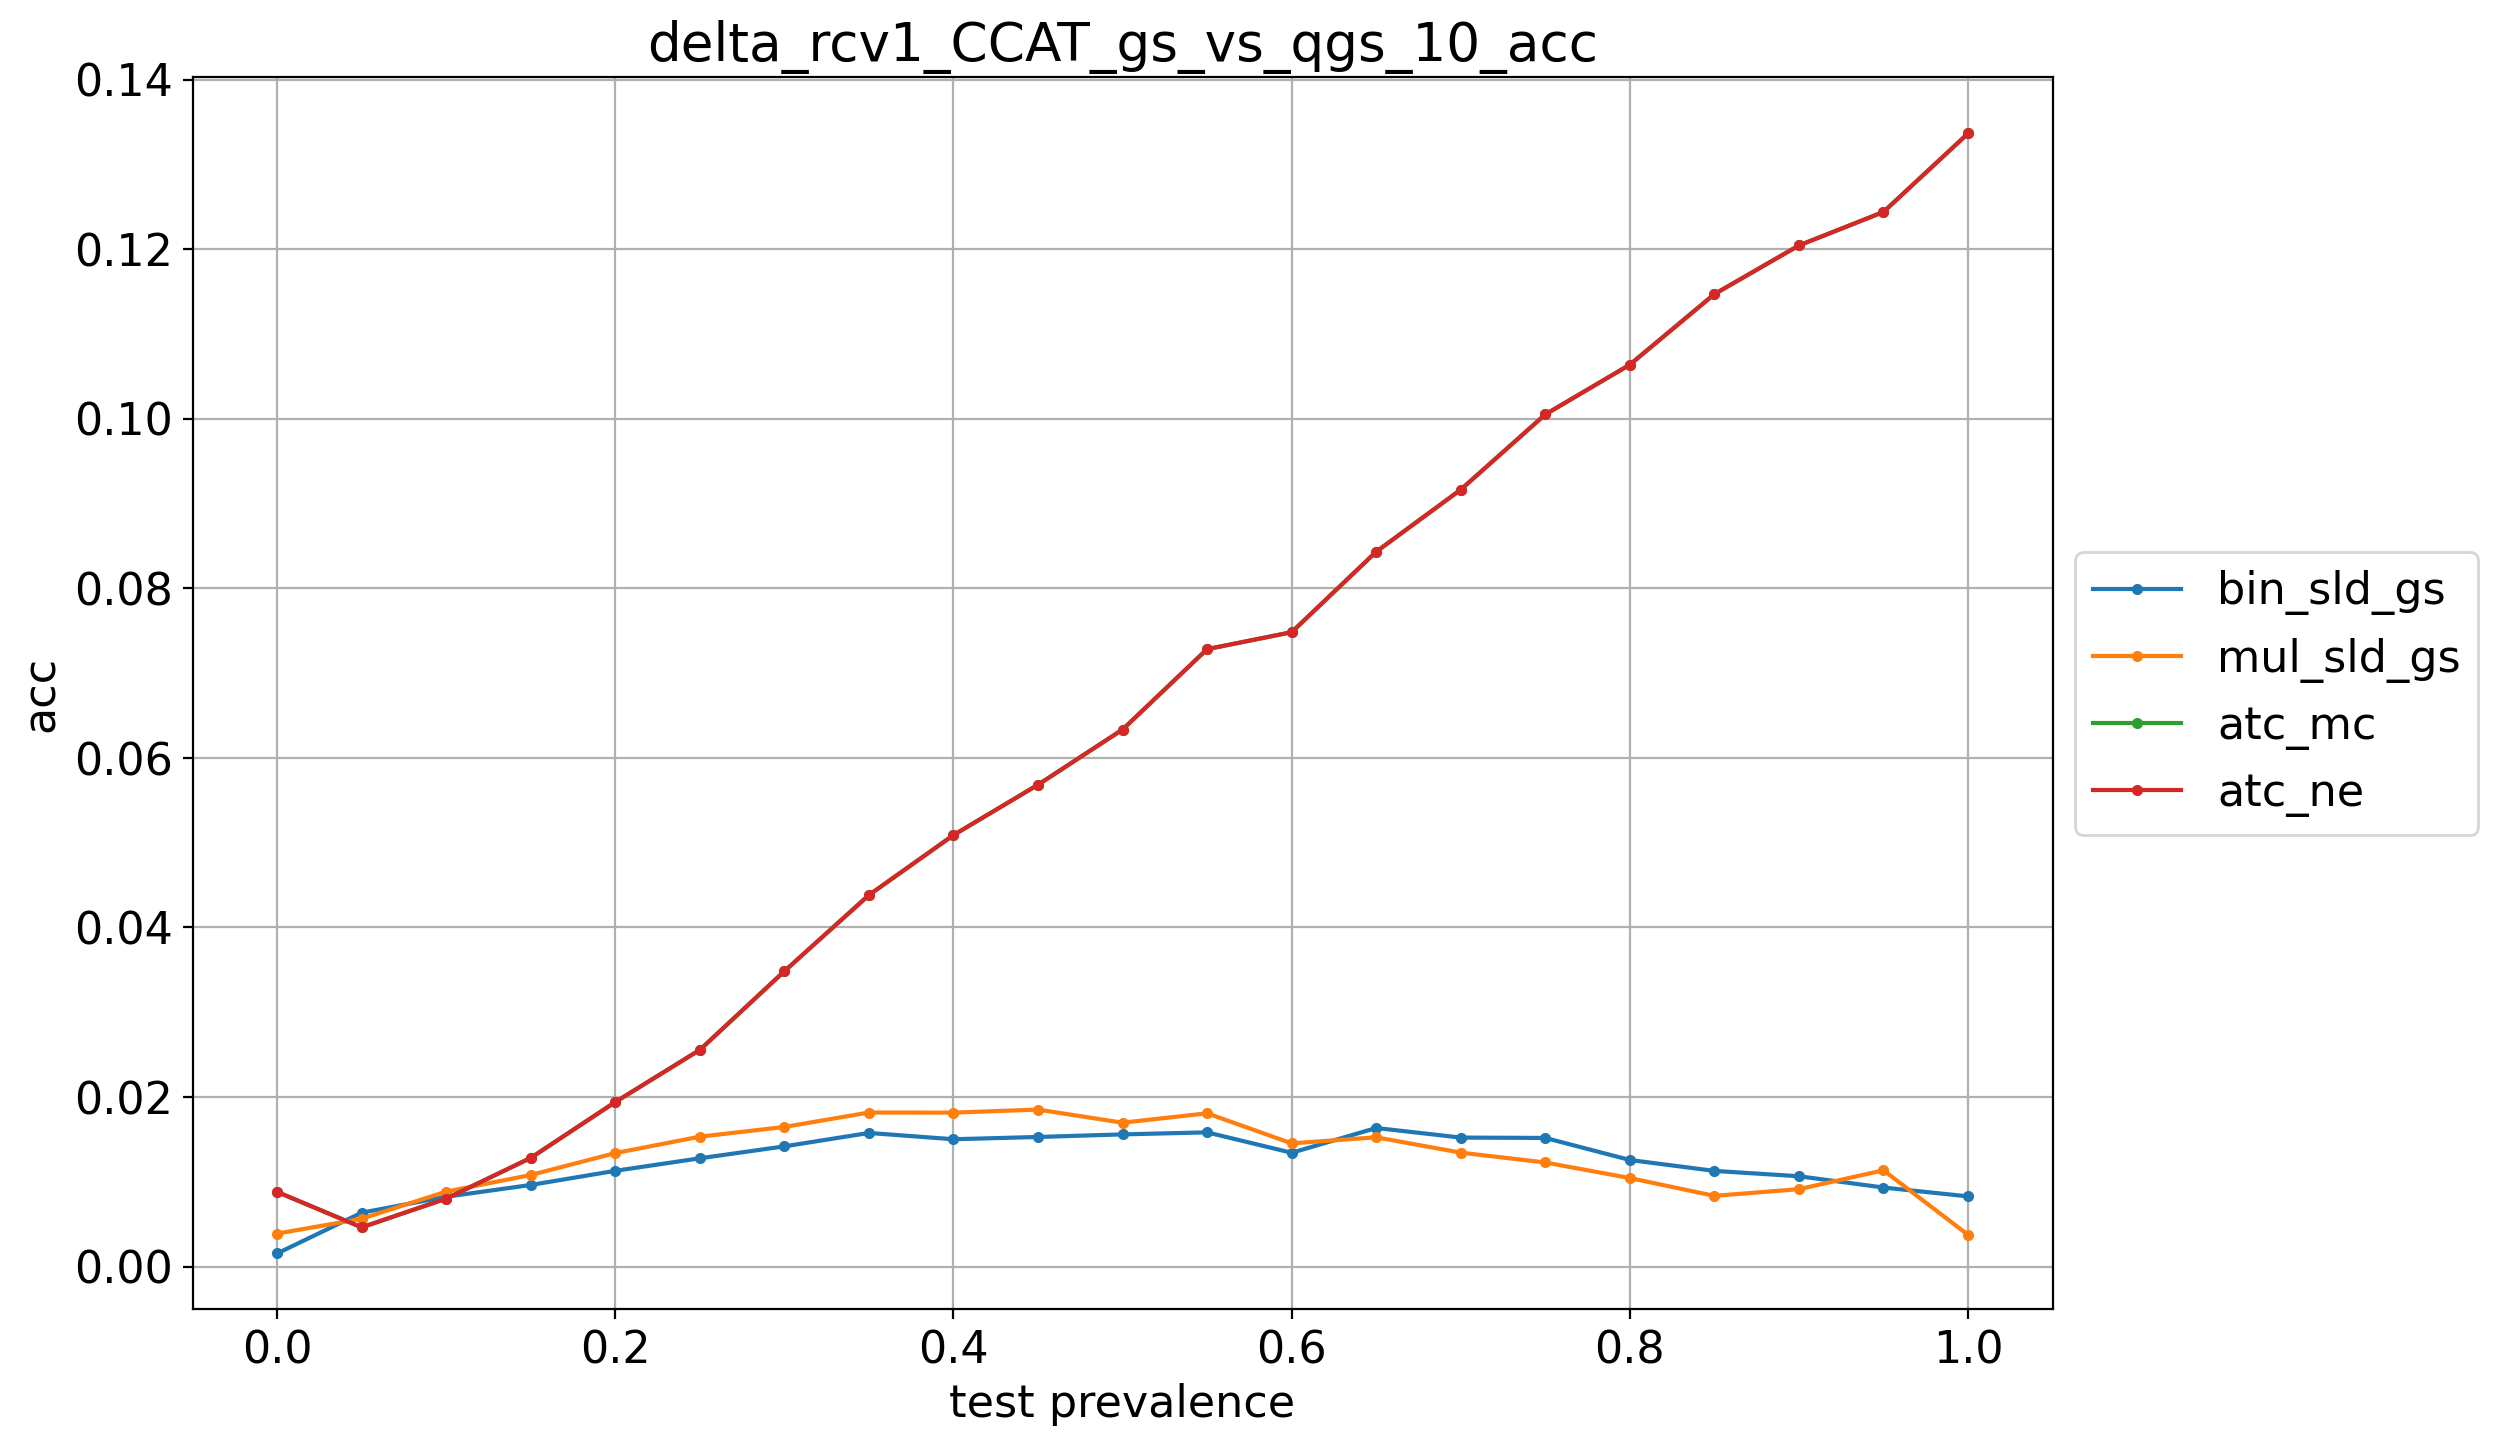 delta_rcv1_CCAT_gs_vs_qgs_10_acc
0.14
0.12
0.10
0.08
0.06
0.04
0.02
0.00
acc
0.0 0.2 0.4 0.6 0.8 1.0
test prevalence
bin_sld_gs
mul_sld_gs
atc_mc
atc_ne